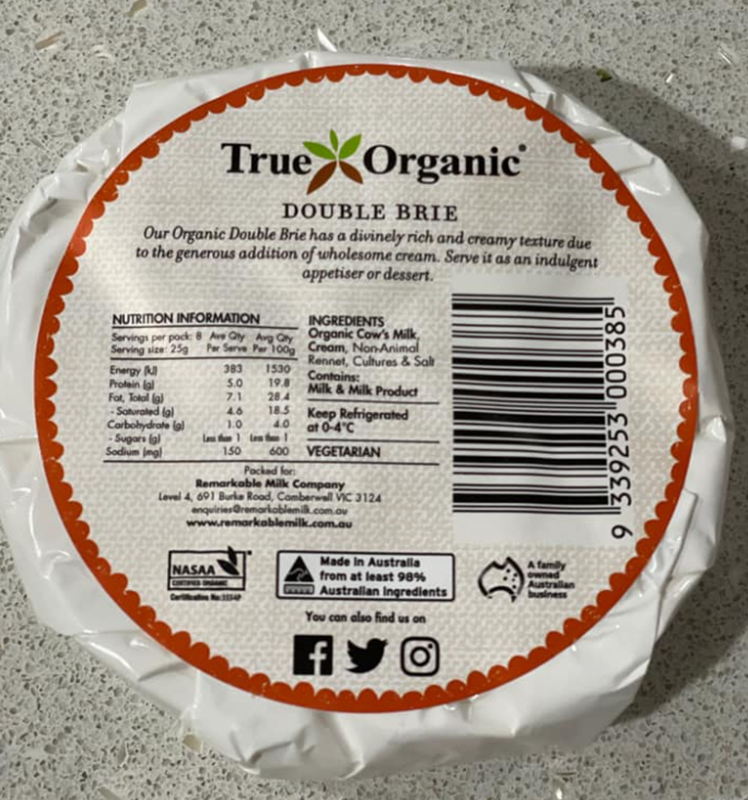 True Organic®
DOUBLE BRIE
Our Organic Double Brie has a divinely rich and creamy texture due
to the generous addition of wholesome cream. Serve it as an indulgent
appetiser or dessert.
NUTRITION INFORMATION
Servings per pack: 8 Ave Qty Avg Qty
Serving size: 25g Per Serve Per 100g
Energy (kJ) 383 1530
Protein (g) 5.0 19.8
Fat, Total (g) 7.1 28.4
- Saturated (g) 4.6 18.5
Carbohydrate (g) 1.0 4.0
- Sugars (g) Less than 1 Less than 1
Sodium (mg) 150 600
INGREDIENTS
Organic Cow's Milk,
Cream, Non-Animal
Rennet, Cultures & Salt
Contains:
Milk & Milk Product
Keep Refrigerated
at 0-4°C
VEGETARIAN
9 339253 000385
Packed for:
Remarkable Milk Company
Level 4, 691 Burke Road, Camberwell VIC 3124
enquiries@remarkablemilk.com.au
www.remarkablemilk.com.au
NASAA
CERTIFIED ORGANIC
Certification No:
Made in Australia
from at least 98%
Australian Ingredients
A family
owned
Australian
business
You can also find us on